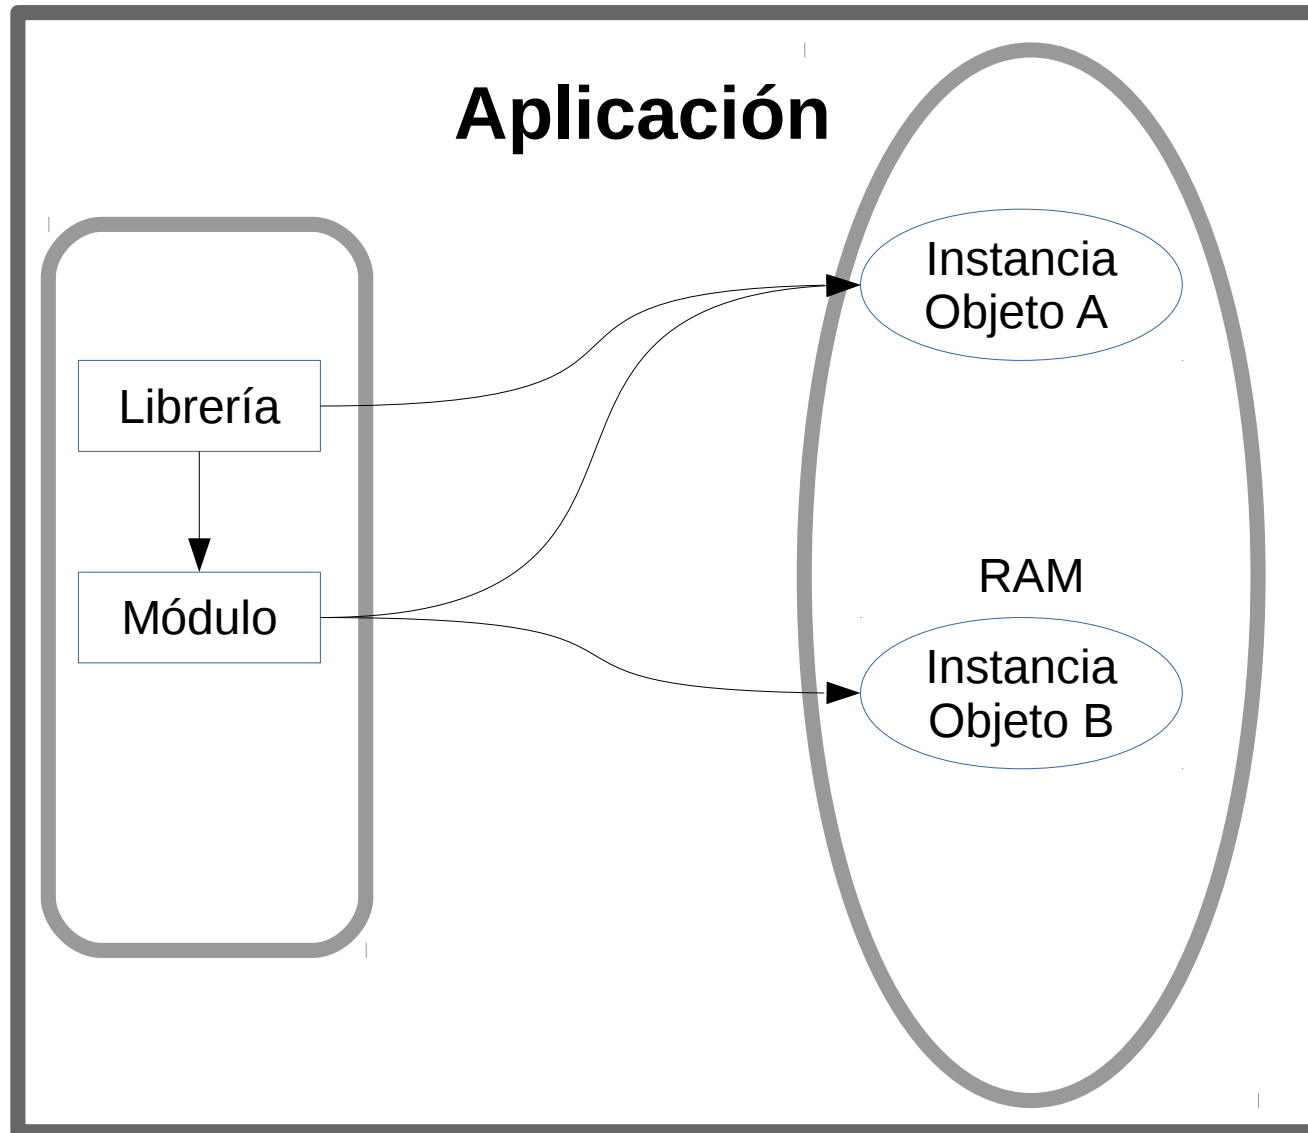 Aplicación
Instancia
Objeto A
Librería
Módulo
RAM
Instancia
Objeto B